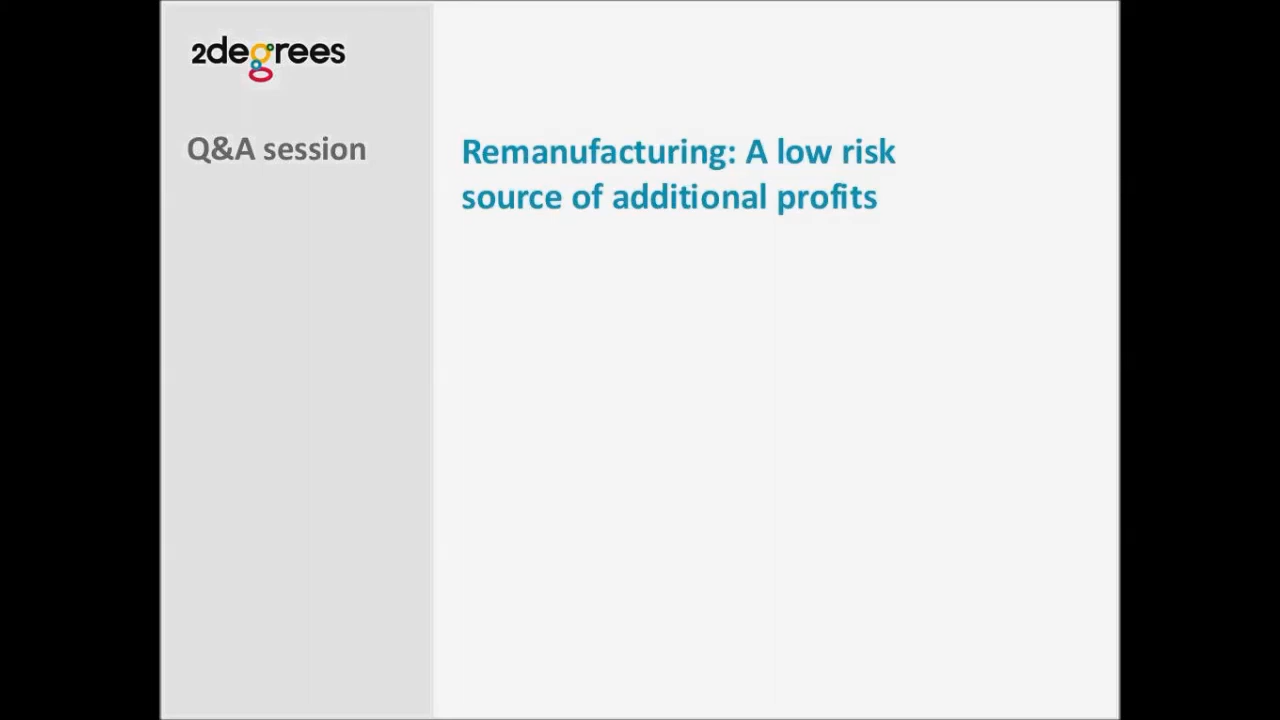 2degrees
Q&A session
Remanufacturing: A low risk
source of additional profits